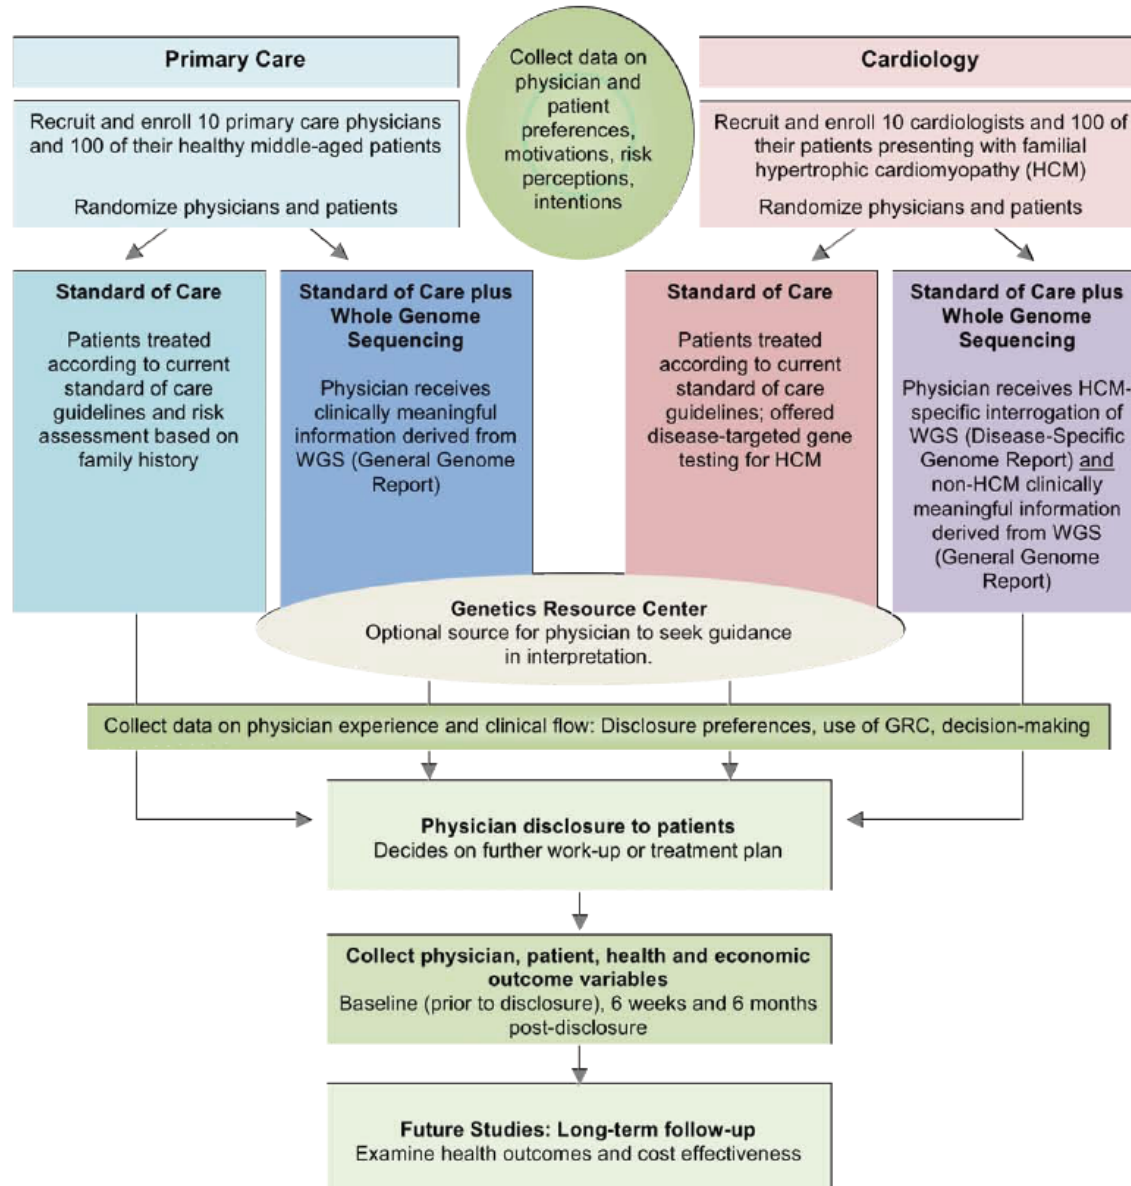 Primary Care
Recruit and enroll 10 primary care physicians
and 100 of their healthy middle-aged patients
Randomize physicians and patients
Collect data on
physician and
patient
preferences,
motivations, risk
perceptions,
intentions
Cardiology
Recruit and enroll 10 cardiologists and 100 of
their patients presenting with familial
hypertrophic cardiomyopathy (HCM)
Randomize physicians and patients
Standard of Care
Patients treated
according to current
standard of care
guidelines and risk
assessment based on
family history
Standard of Care plus
Whole Genome
Sequencing
Physician receives
clinically meaningful
information derived from
WGS (General Genome
Report)
Standard of Care
Patients treated
according to current
standard of care
guidelines; offered
disease-targeted gene
testing for HCM
Standard of Care plus
Whole Genome
Sequencing
Physician receives HCM-
specific interrogation of
WGS (Disease-Specific
Genome Report) and
non-HCM clinically
meaningful information
derived from WGS
(General Genome
Report)
Genetics Resource Center
Optional source for physician to seek guidance
in interpretation.
Collect data on physician experience and clinical flow: Disclosure preferences, use of GRC, decision-making
Physician disclosure to patients
Decides on further work-up or treatment plan
Collect physician, patient, health and economic
outcome variables
Baseline (prior to disclosure), 6 weeks and 6 months
post-disclosure
Future Studies: Long-term follow-up
Examine health outcomes and cost effectiveness